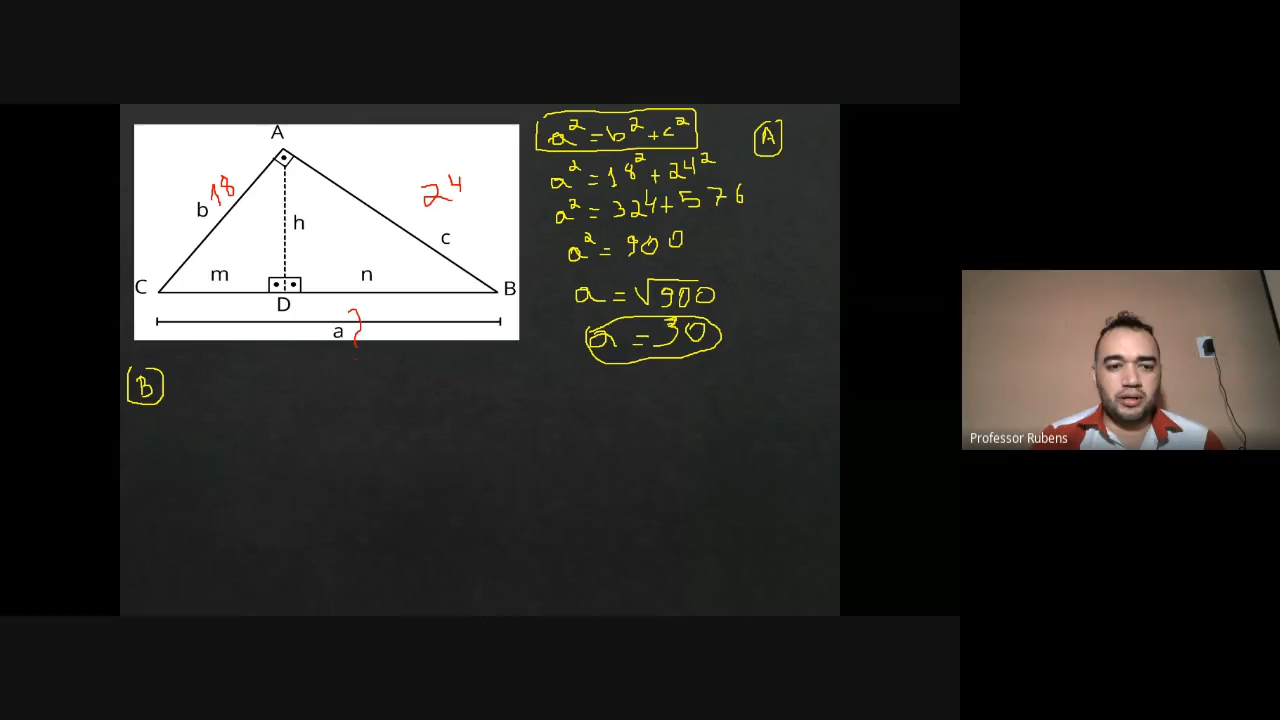 A
b 18
24
h
c
m
n
C
D
B
a ?
a² = b² + c²
A
a² = 18² + 24²
a² = 324 + 576
a² = 900
a = √900
a = 30
B
Professor Rubens